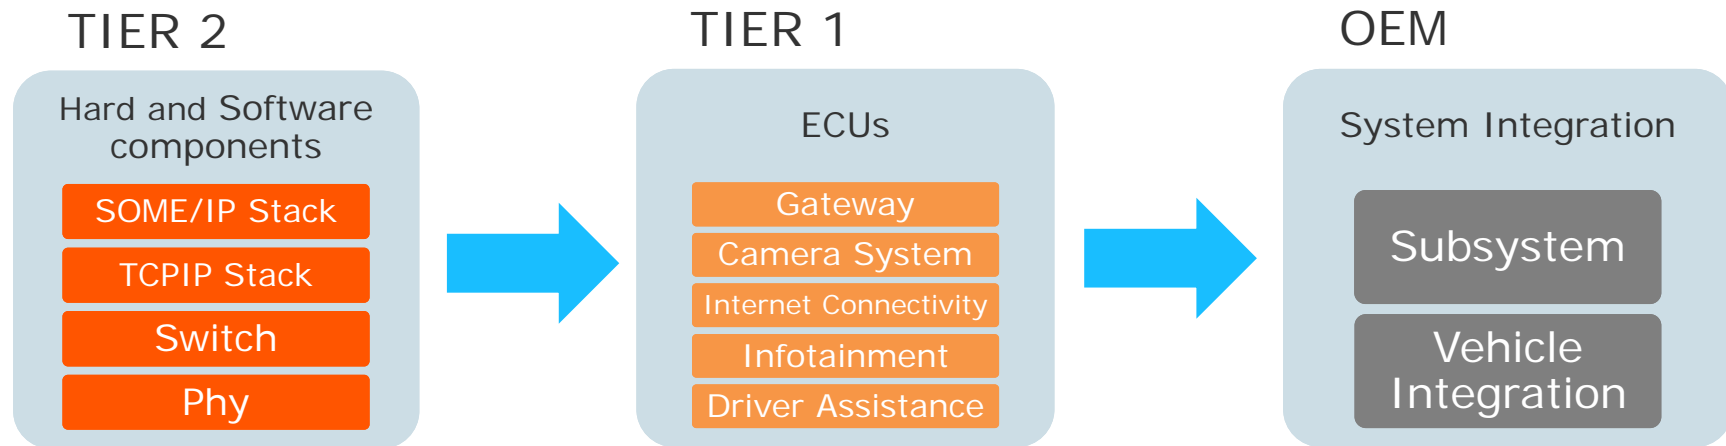 TIER 2
Hard and Software
components
SOME/IP Stack
TCPIP Stack
Switch
Phy
TIER 1
ECUs
Gateway
Camera System
Internet Connectivity
Infotainment
Driver Assistance
OEM
System Integration
Subsystem
Vehicle
Integration